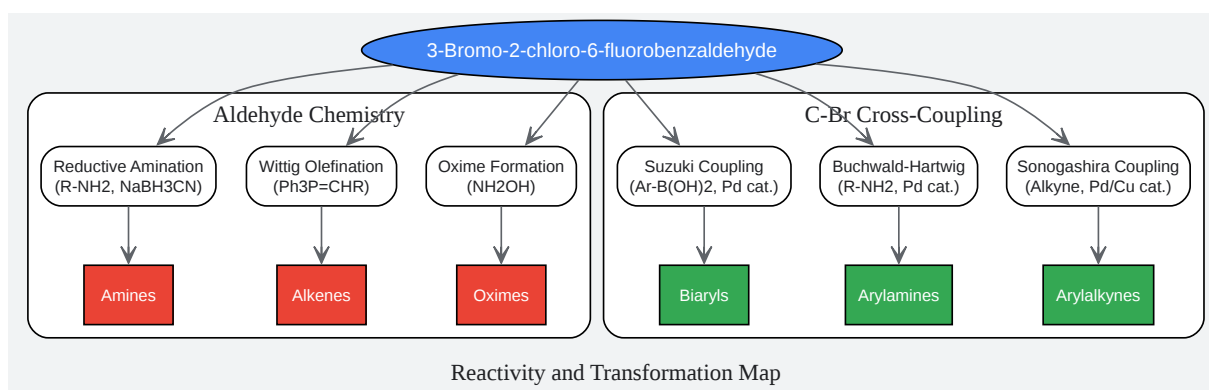 3-Bromo-2-chloro-6-fluorobenzaldehyde
Aldehyde Chemistry
Reductive Amination
(R-NH2, NaBH3CN)
Wittig Olefination
(Ph3P=CHR)
Oxime Formation
(NH2OH)
Amines
Alkenes
Oximes
C-Br Cross-Coupling
Suzuki Coupling
(Ar-B(OH)2, Pd cat.)
Buchwald-Hartwig
(R-NH2, Pd cat.)
Sonogashira Coupling
(Alkyne, Pd/Cu cat.)
Biaryls
Arylamines
Arylalkynes
Reactivity and Transformation Map